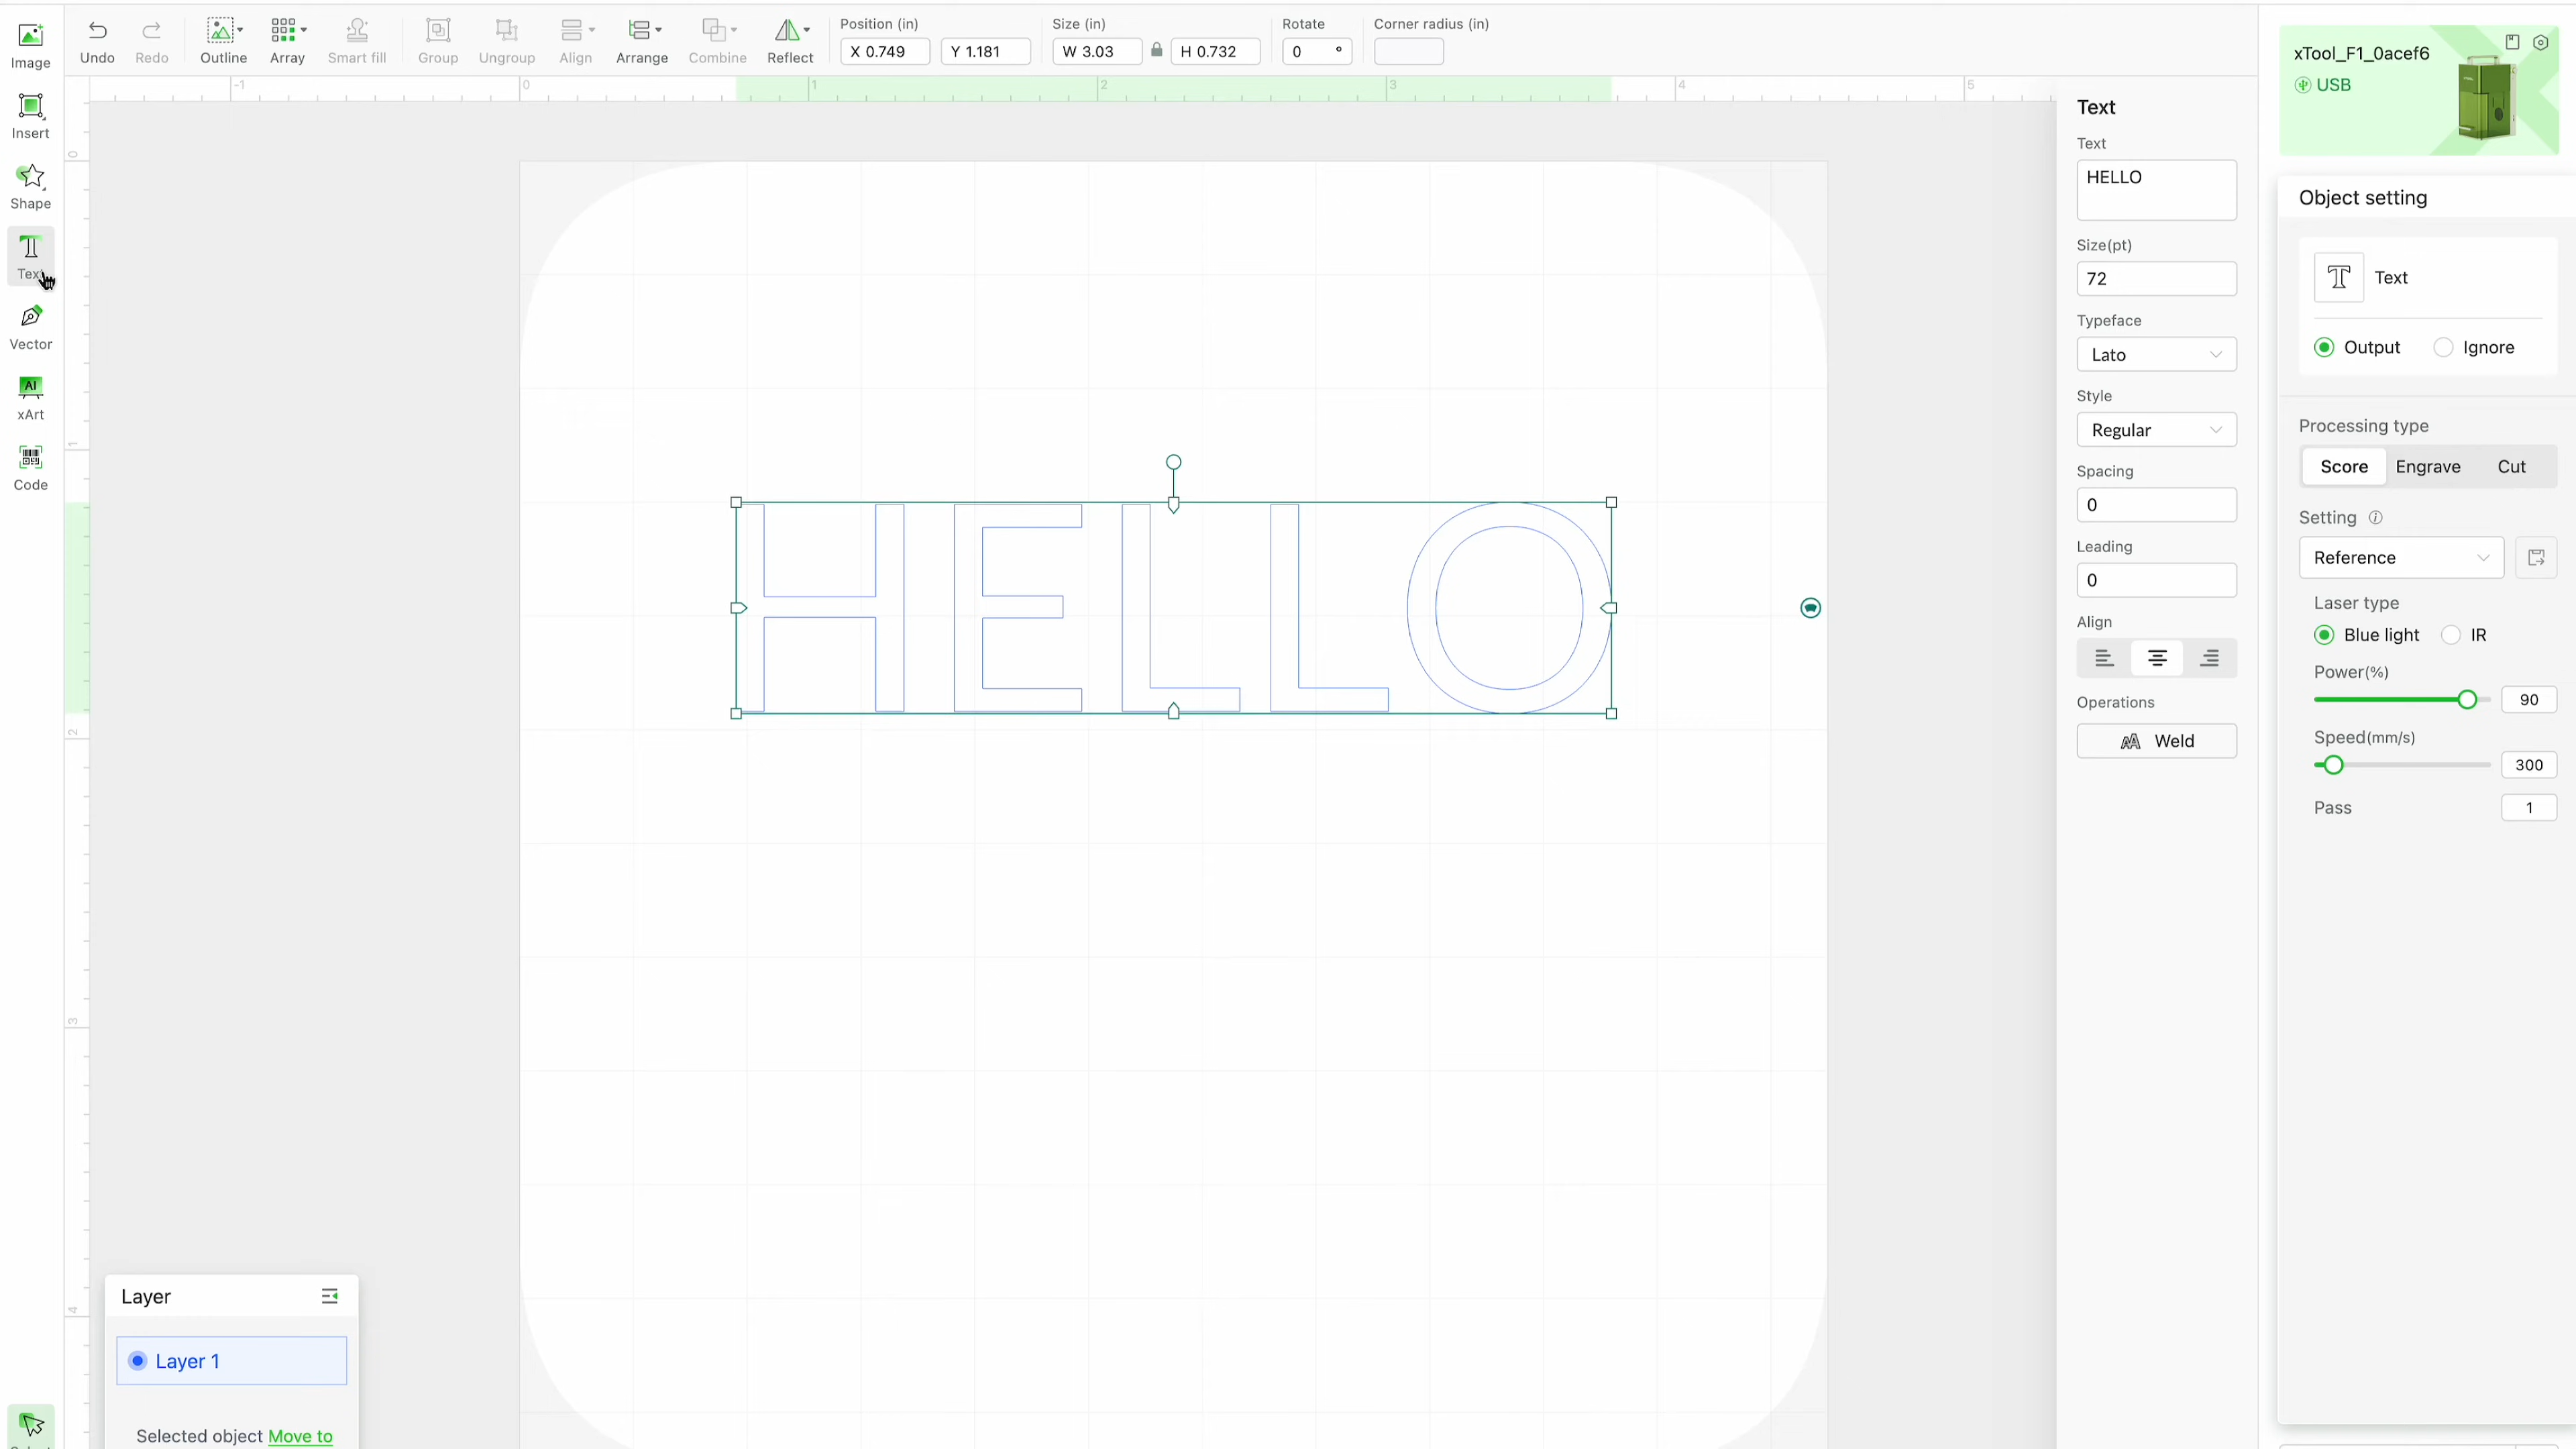 Image
Insert
Shape
Text
Vector
AI
xArt
Code
Undo
Redo
Outline
Array
Smart fill
Group
Ungroup
Align
Arrange
Combine
Reflect
Position (in)
X 0.749
Y 1.181
Size (in)
W 3.03
H 0.732
Rotate
0 °
Corner radius (in)
-1 0 1 2 3 4 5
0
1
2
3
4
HELLO
Layer
Layer 1
Selected object Move to
Text
Text
HELLO
Size(pt)
72
Typeface
Lato
Style
Regular
Spacing
0
Leading
0
Align
Operations
Weld
xTool_F1_0acef6
USB
Object setting
Text
Output Ignore
Processing type
Score Engrave Cut
Setting
Reference
Laser type
Blue light IR
Power(%)
90
Speed(mm/s)
300
Pass
1